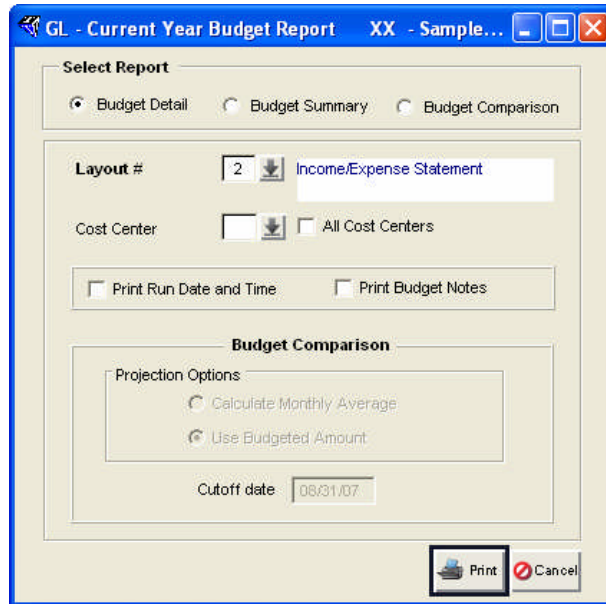 GL - Current Year Budget Report XX - Sample...
Select Report
Budget Detail Budget Summary Budget Comparison
Layout # 2 Income/Expense Statement
Cost Center All Cost Centers
Print Run Date and Time Print Budget Notes
Budget Comparison
Projection Options
Calculate Monthly Average
Use Budgeted Amount
Cutoff date 08/31/07
Print Cancel